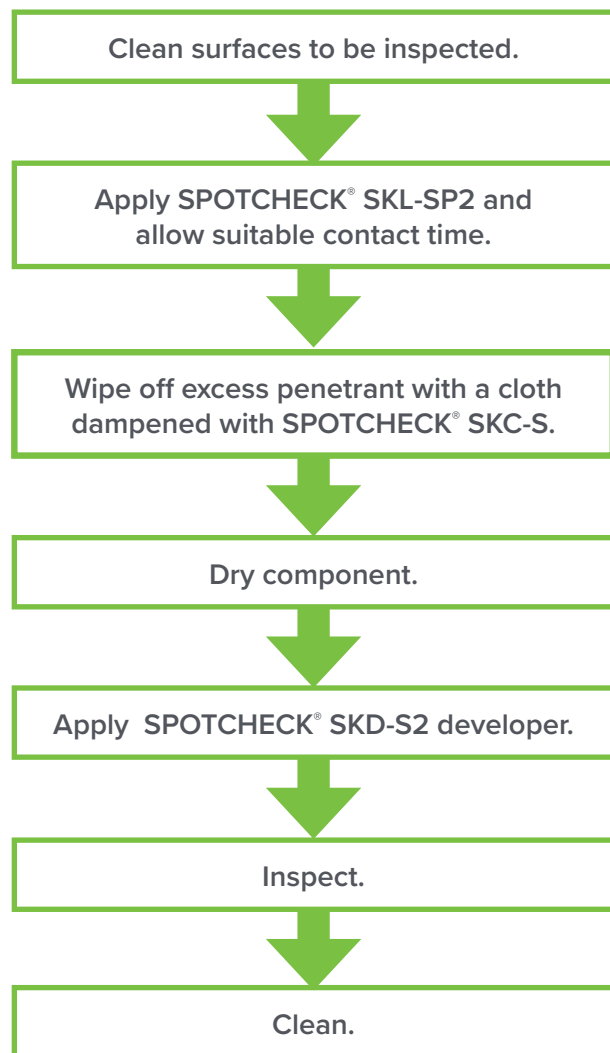 Clean surfaces to be inspected.
Apply SPOTCHECK® SKL-SP2 and
allow suitable contact time.
Wipe off excess penetrant with a cloth
dampened with SPOTCHECK® SKC-S.
Dry component.
Apply SPOTCHECK® SKD-S2 developer.
Inspect.
Clean.